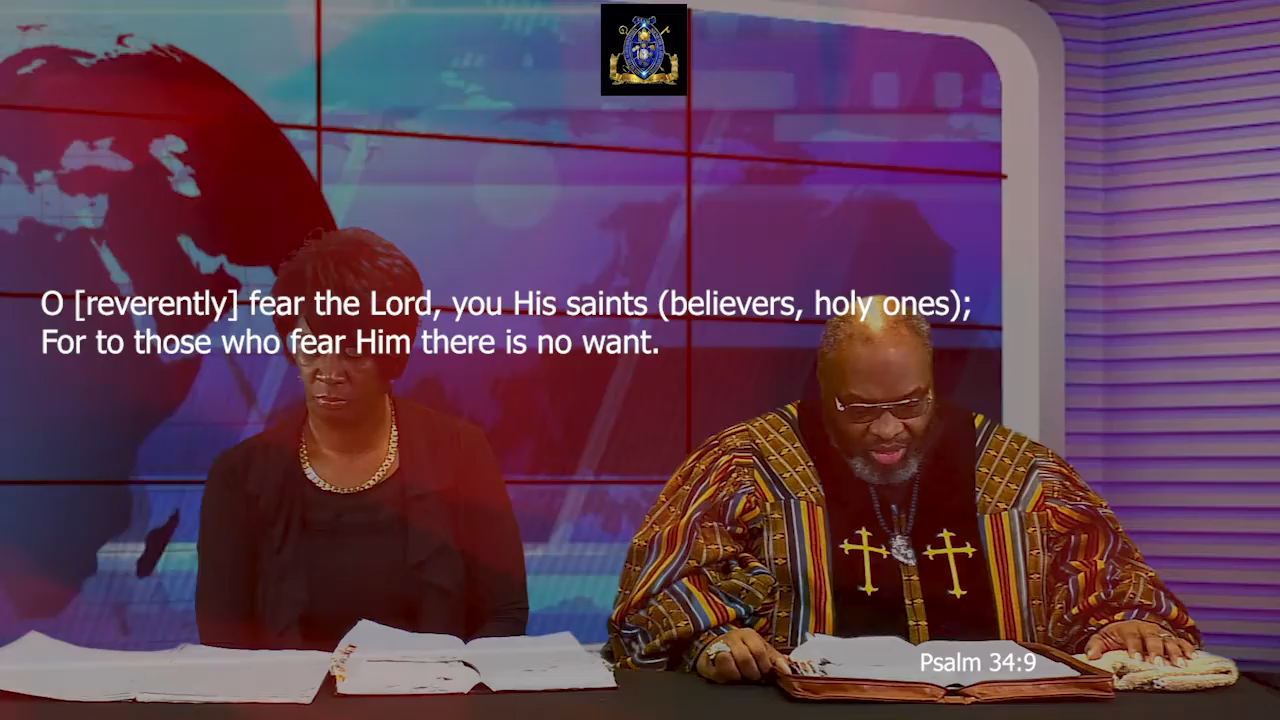 O [reverently] fear the Lord, you His saints (believers, holy ones);
For to those who fear Him there is no want.
Psalm 34:9